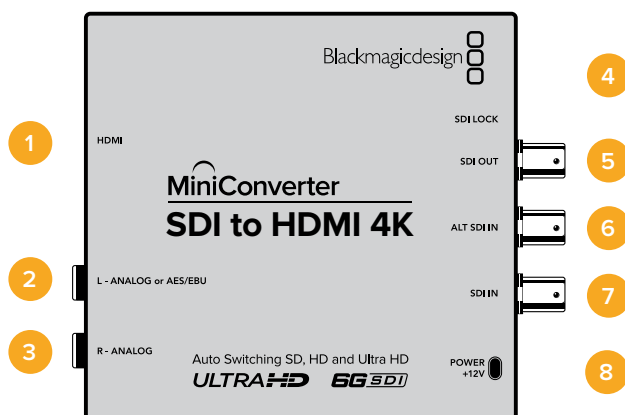 Blackmagicdesign
4
SDI LOCK
1
HDMI
SDI OUT
5
MiniConverter
SDI to HDMI 4K
ALT SDI IN
6
2
L - ANALOG or AES/EBU
SDI IN
7
3
R - ANALOG
Auto Switching SD, HD and Ultra HD
ULTRA HD 6G SDI
POWER
+12V
8